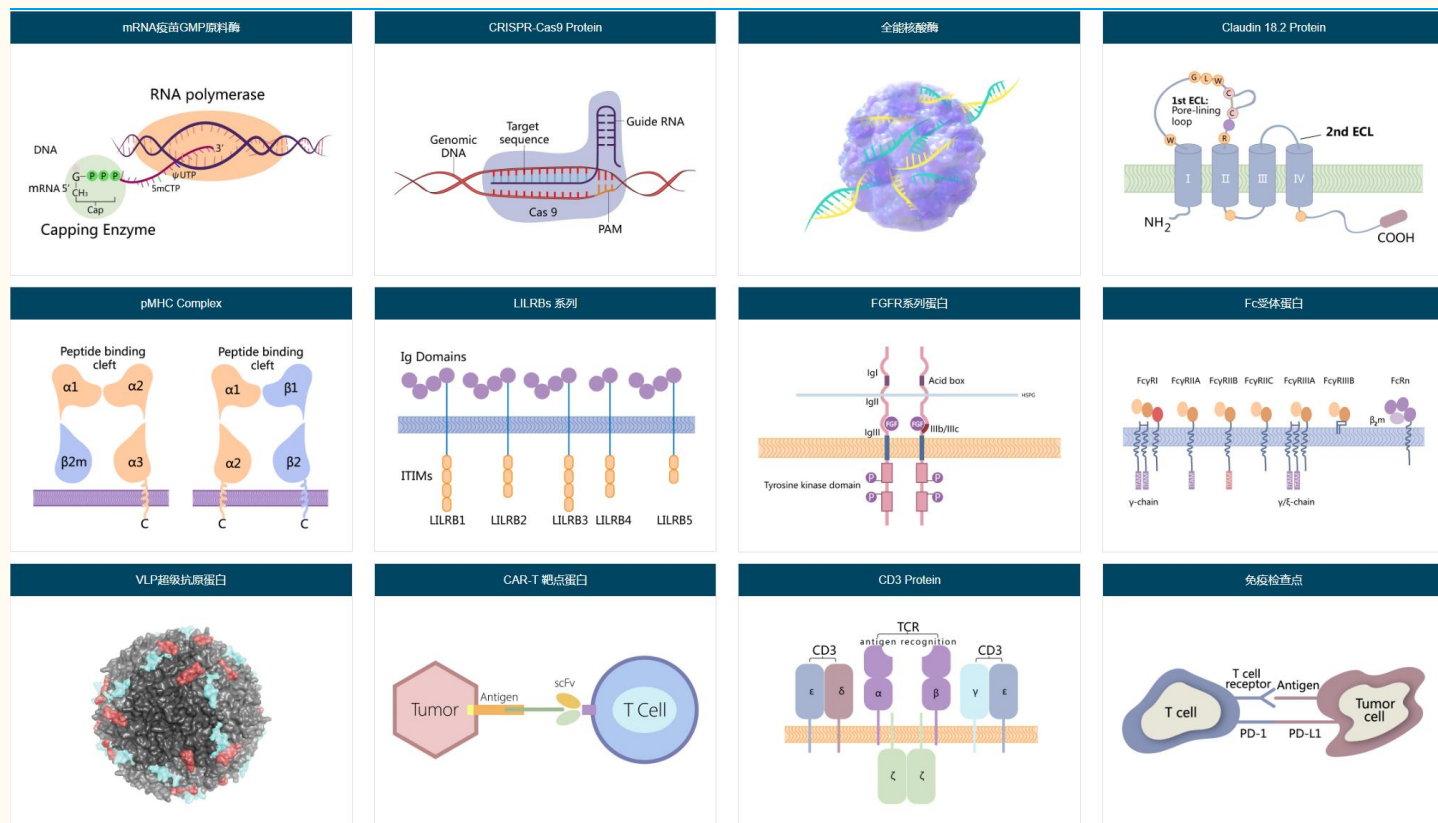 mRNA疫苗GMP原料酶
CRISPR-Cas9 Protein
全能核酸酶
Claudin 18.2 Protein
RNA polymerase
DNA
3'
G-P P P
ψUTP
mRNA 5'
CH₃
5mCTP
Cap
Capping Enzyme
Guide RNA
Target
sequence
Genomic
DNA
Cas 9
PAM
G L W
C
C
1st ECL:
Pore-lining
loop
W
R
2nd ECL
I II III IV
NH₂
COOH
pMHC Complex
LILRBs 系列
FGFR系列蛋白
Fc受体蛋白
Peptide binding
cleft
α1 α2
β2m α3
C
Peptide binding
cleft
α1 β1
α2 β2
C
Ig Domains
ITIMs
LILRB1 LILRB2 LILRB3 LILRB4 LILRB5
IgI
Acid box
HSPG
IgII
FGF FGF
IgIII
IIIb/IIIc
P P
Tyrosine kinase domain
P P
FcγRI FcγRIIA FcγRIIB FcγRIIC FcγRIIIA FcγRIIIB FcRn
β₂m
γ-chain
γ/ξ-chain
VLP超级抗原蛋白
CAR-T 靶点蛋白
CD3 Protein
免疫检查点
Tumor
Antigen
scFv
T Cell
TCR
antigen recognition
CD3
CD3
ε δ α β γ ε
ζ ζ
T cell
receptor
Antigen
T cell
Tumor
cell
PD-1 PD-L1